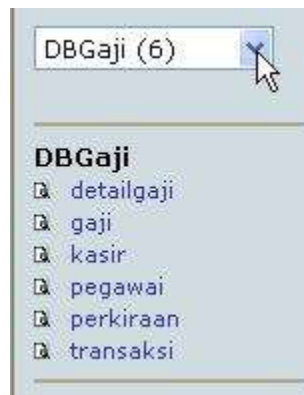 DBGaji (6)
DBGaji
detailgaji
gaji
kasir
pegawai
perkiraan
transaksi